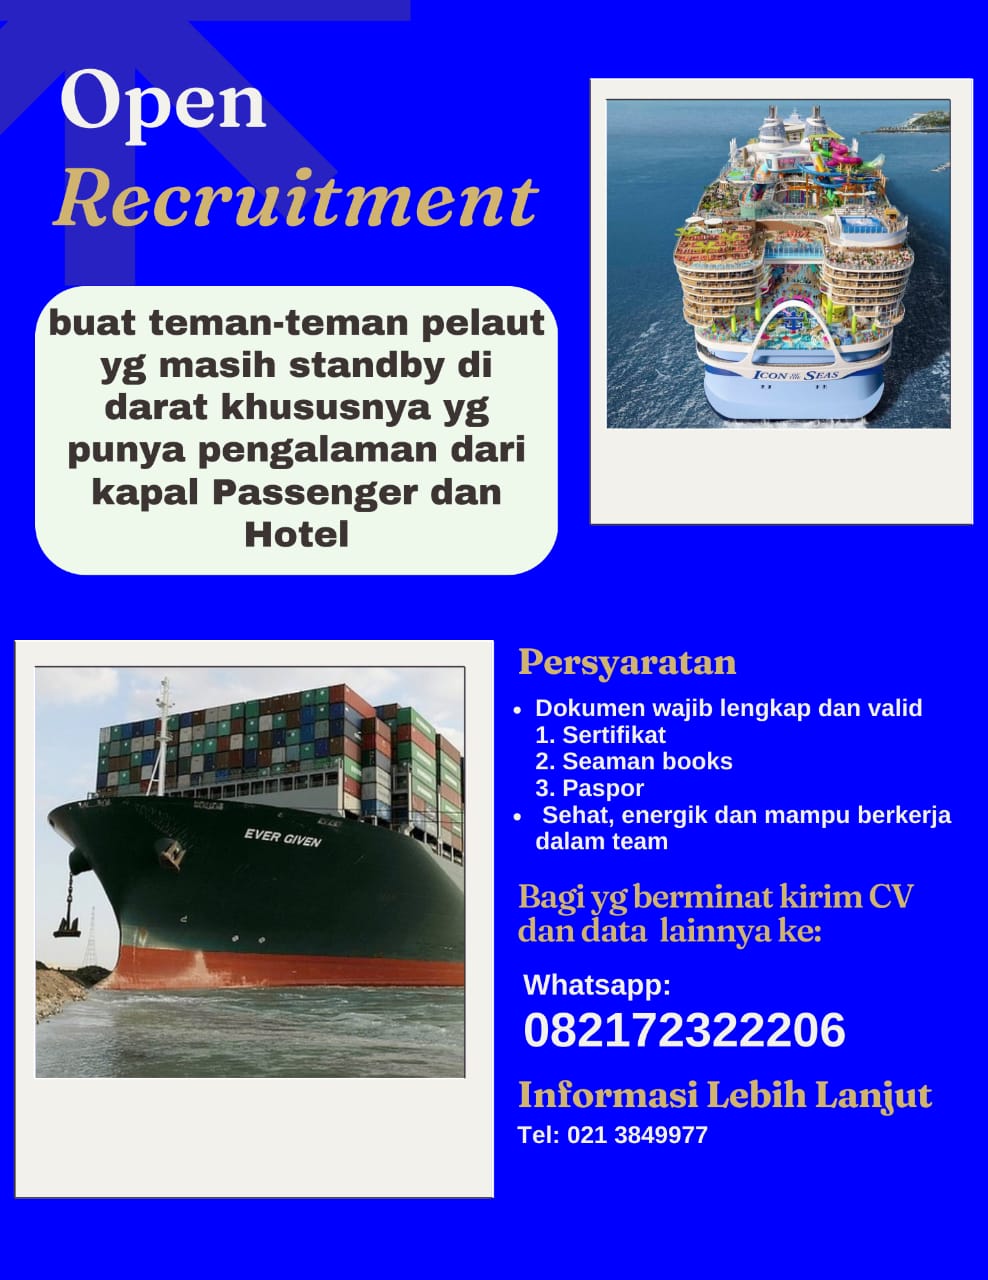 Open
Recruitment
buat teman-teman pelaut
yg masih standby di
darat khususnya yg
punya pengalaman dari
kapal Passenger dan
Hotel
ICON OF THE SEAS
EVER GIVEN
Persyaratan
• Dokumen wajib lengkap dan valid
1. Sertifikat
2. Seaman books
3. Paspor
• Sehat, energik dan mampu berkerja
dalam team
Bagi yg berminat kirim CV
dan data lainnya ke:
Whatsapp:
082172322206
Informasi Lebih Lanjut
Tel: 021 3849977